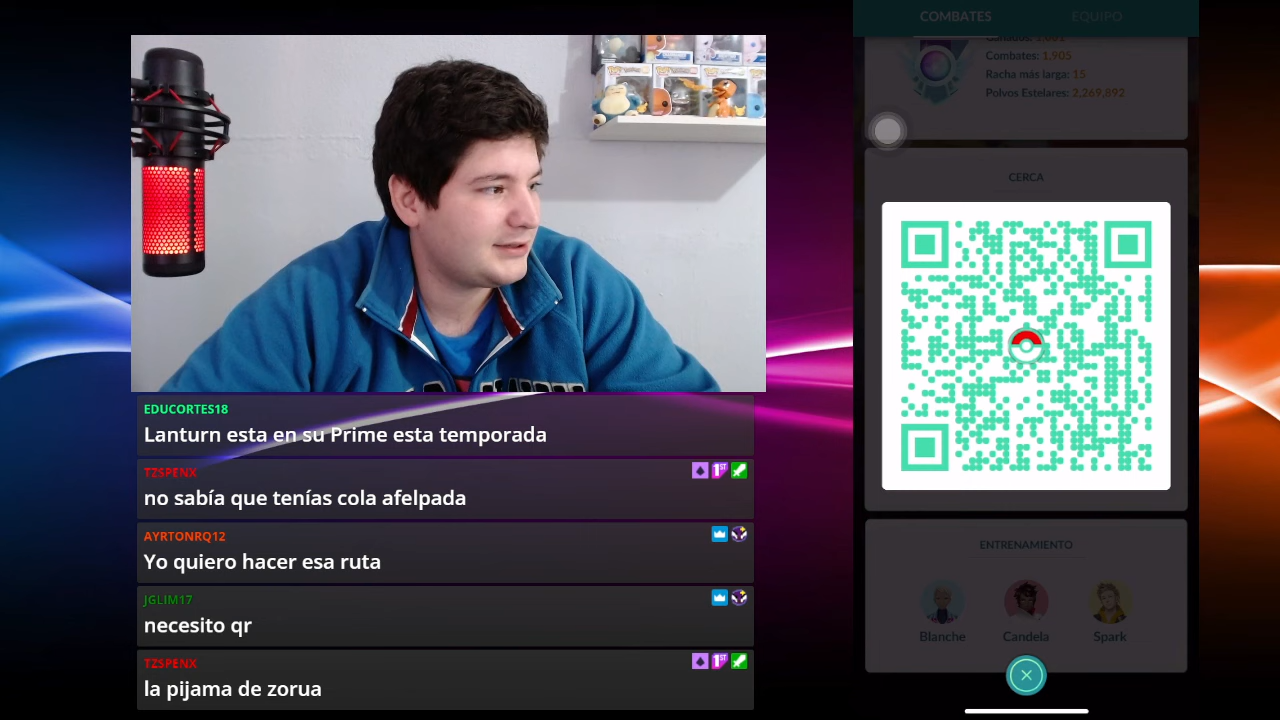 COMBATES
EQUIPO
Combates: 1,905
Racha más larga: 15
Polvos Estelares: 2,269,892
CERCA
ENTRENAMIENTO
Blanche
Candela
Spark
EDUCORTES18
Lanturn esta en su Prime esta temporada
TZSPENX
no sabía que tenías cola afelpada
AYRTONRQ12
Yo quiero hacer esa ruta
JGLIM17
necesito qr
TZSPENX
la pijama de zorua